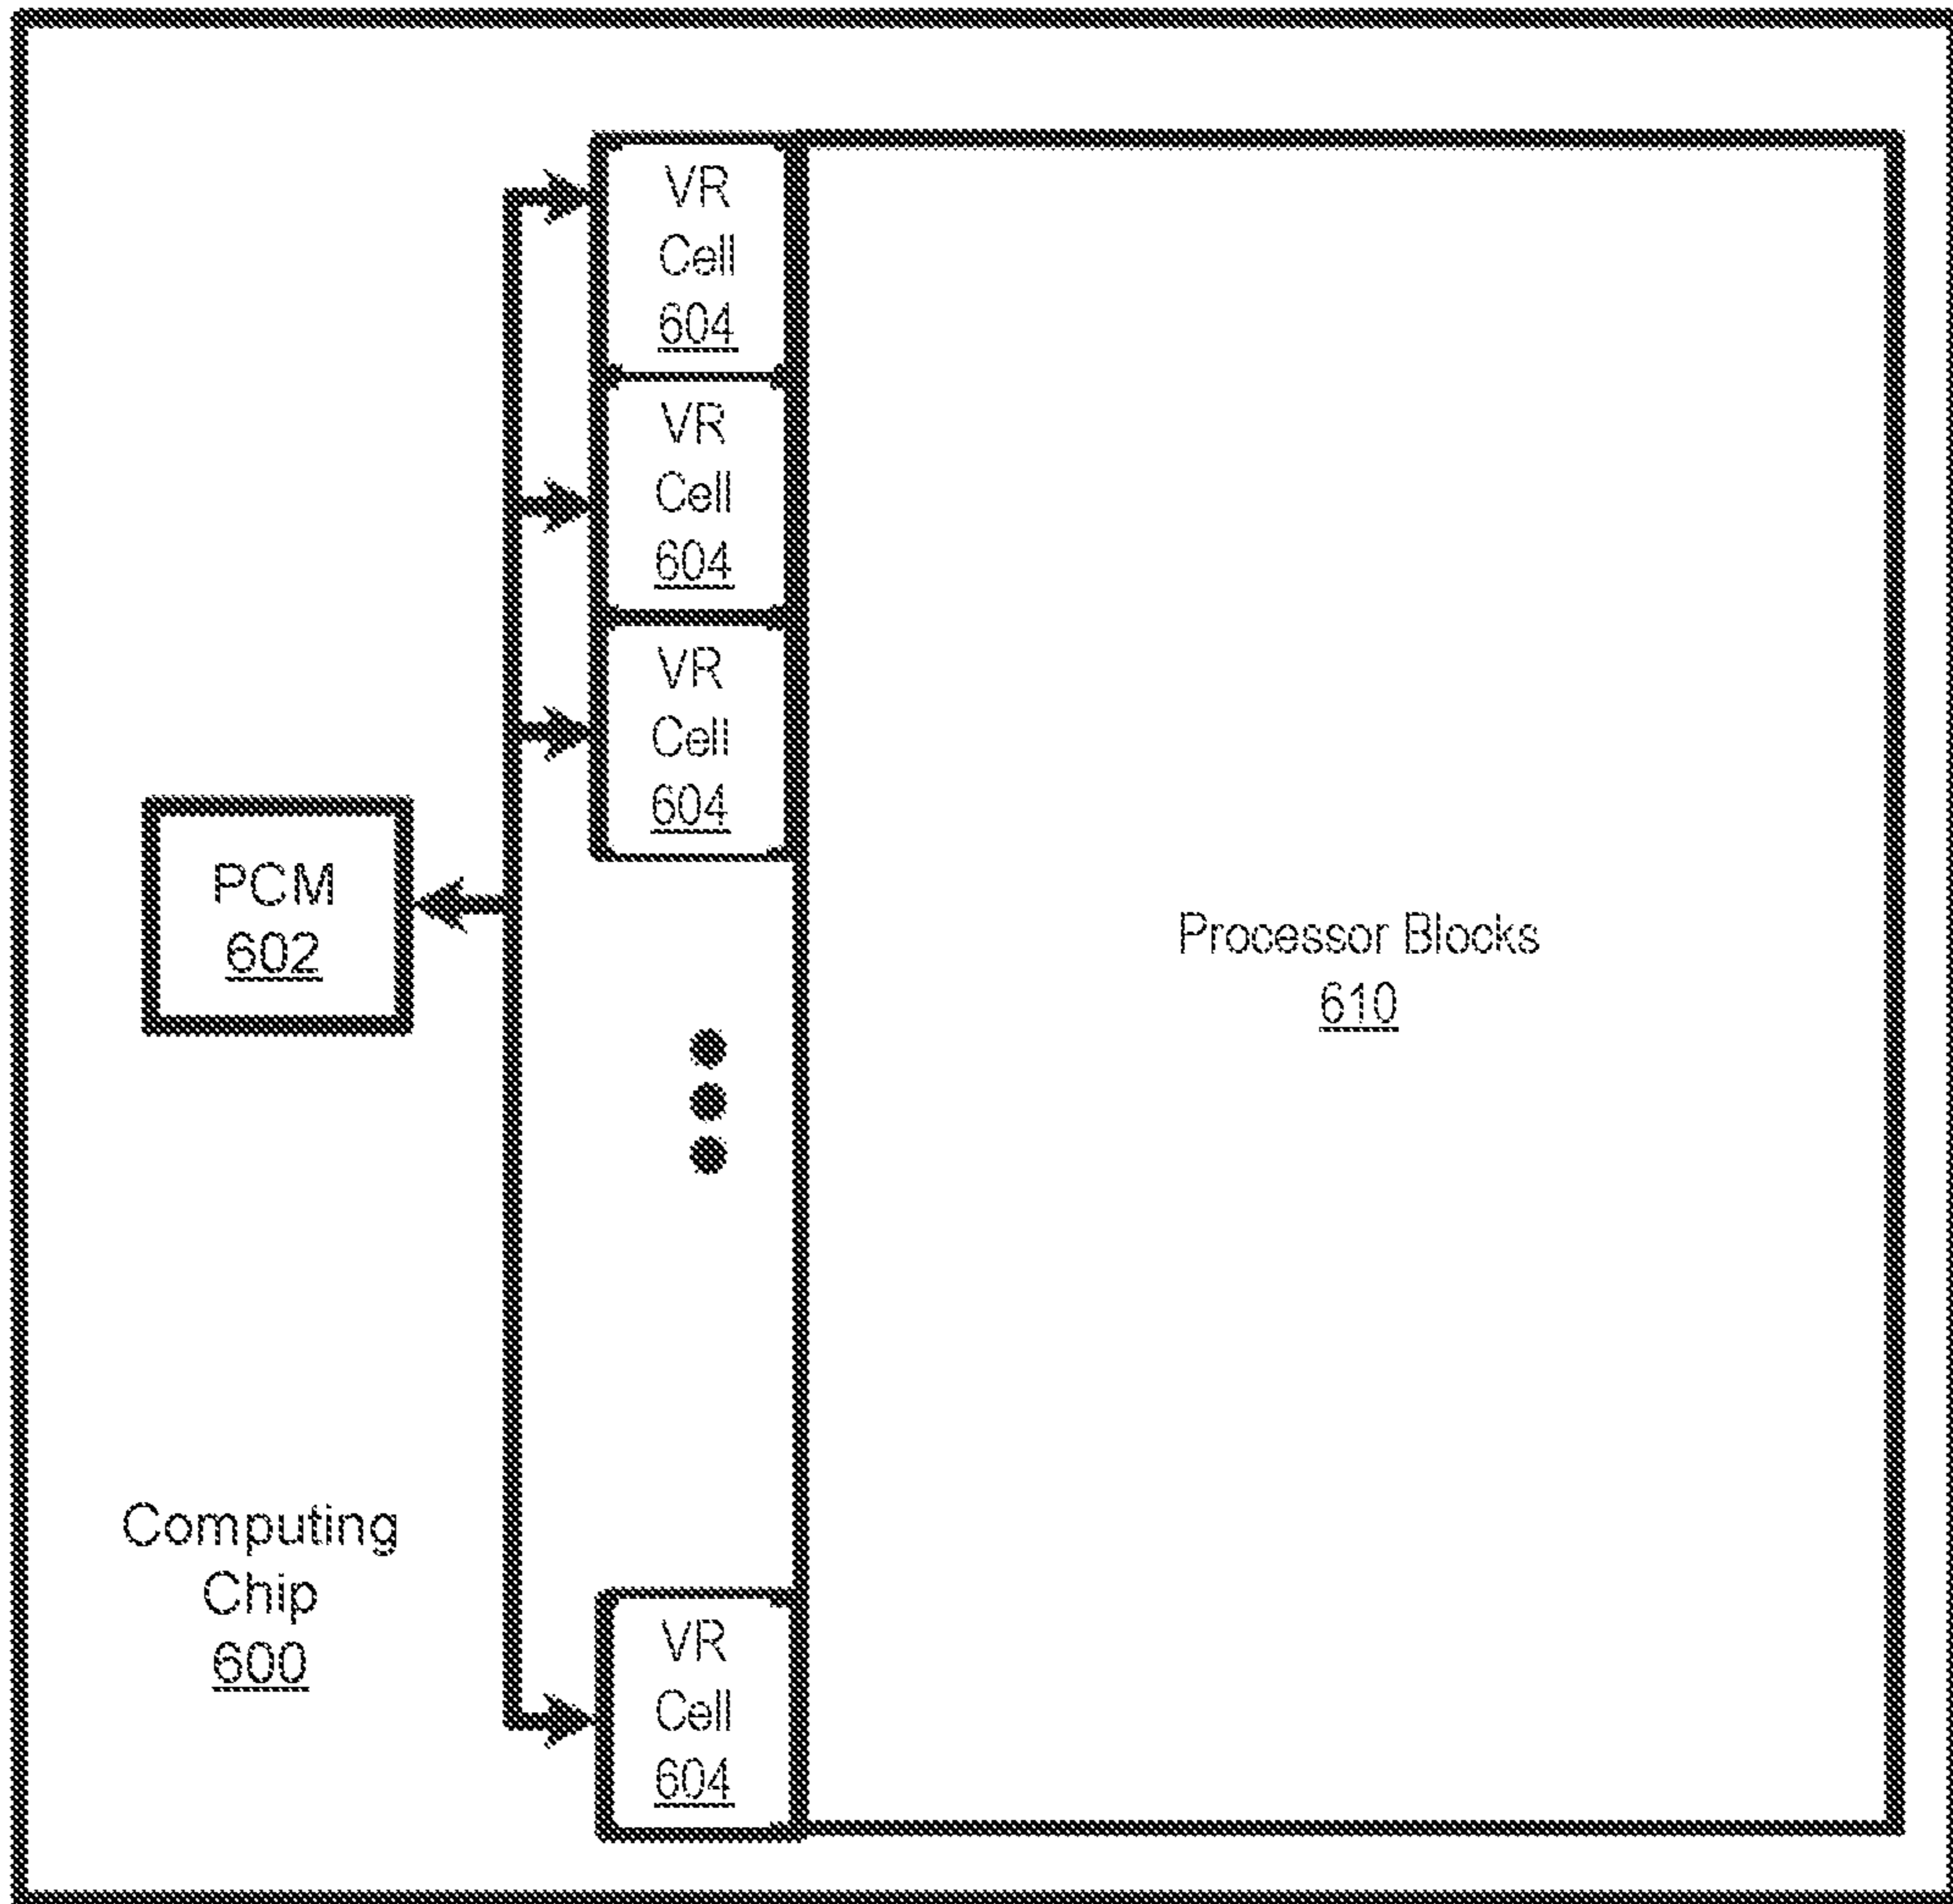 VR
Cell
604
VR
Cell
604
VR
Cell
604
PCM
602
Processor Blocks
610
Computing
Chip
600
VR
Cell
604